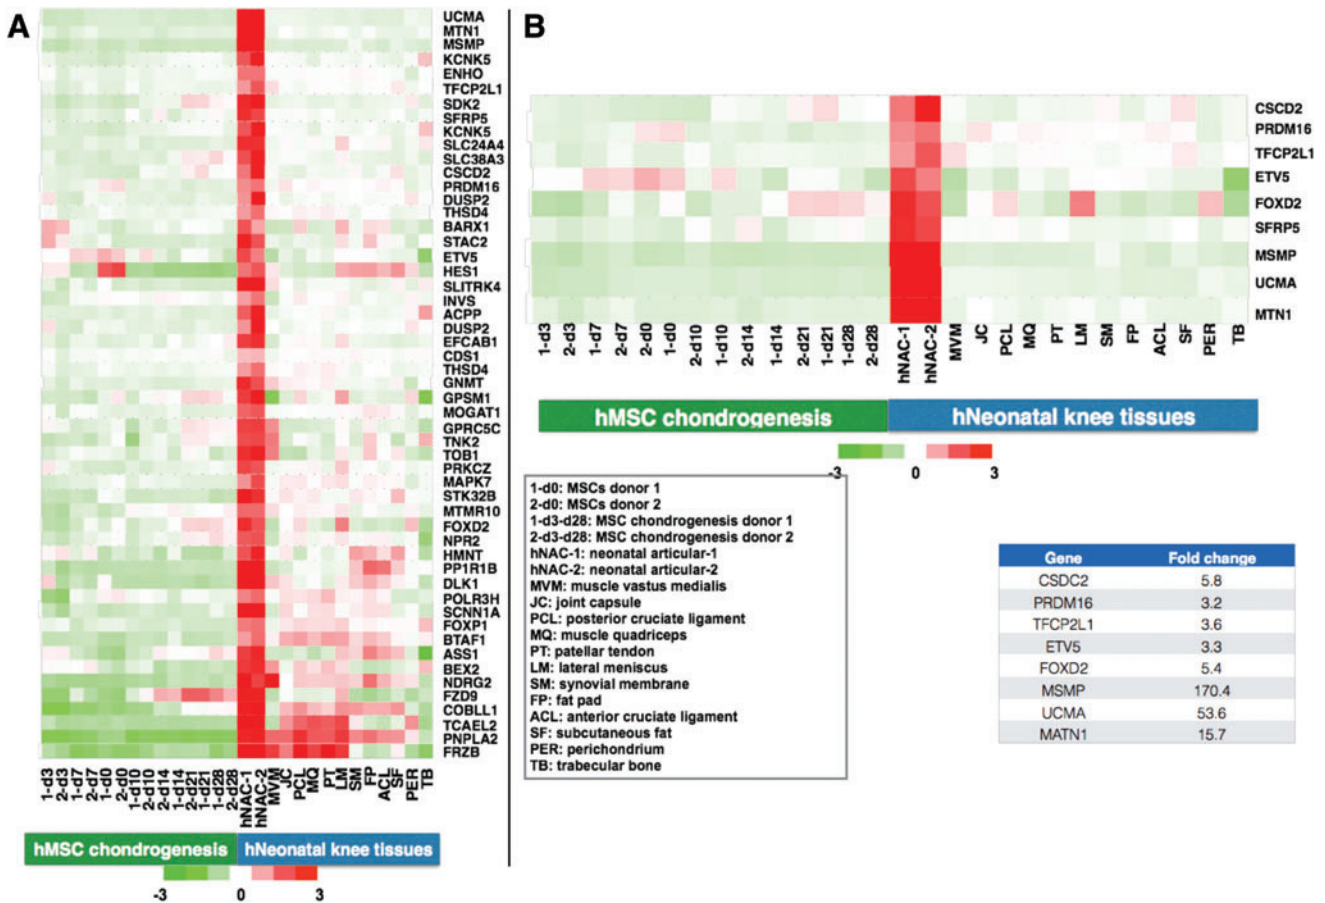 A
UCMA
MTN1
MSMP
KCNK5
ENHO
TFCP2L1
SDK2
SFRP5
KCNK5
SLC24A4
SLC38A3
CSCD2
PRDM16
DUSP2
THSD4
BARX1
STAC2
ETV5
HES1
SLITRK4
INVS
ACPP
DUSP2
EFCAB1
CDS1
THSD4
GNMT
GPSM1
MOGAT1
GPRC5C
TNK2
TOB1
PRKCZ
MAPK7
STK32B
MTMR10
FOXD2
NPR2
HMNT
PP1R1B
DLK1
POLR3H
SCNN1A
FOXP1
BTAF1
ASS1
BEX2
NDRG2
FZD9
COBLL1
TCAEL2
PNPLA2
FRZB
1-d3 2-d3 1-d7 2-d7 1-d0 2-d0 1-d10 2-d10 2-d14 1-d14 2-d21 1-d21 1-d28 2-d28 hNAC-1 hNAC-2 MVM JC PCL MQ PT LM SM FP ACL SF PER TB
hMSC chondrogenesis hNeonatal knee tissues
-3 0 3
B
CSCD2
PRDM16
TFCP2L1
ETV5
FOXD2
SFRP5
MSMP
UCMA
MTN1
1-d3 2-d3 1-d7 2-d7 2-d0 1-d0 2-d10 1-d10 2-d14 1-d14 2-d21 1-d21 1-d28 2-d28 hNAC-1 hNAC-2 MVM JC PCL MQ PT LM SM FP ACL SF PER TB
hMSC chondrogenesis hNeonatal knee tissues
-3 0 3
1-d0: MSCs donor 1
2-d0: MSCs donor 2
1-d3-d28: MSC chondrogenesis donor 1
2-d3-d28: MSC chondrogenesis donor 2
hNAC-1: neonatal articular-1
hNAC-2: neonatal articular-2
MVM: muscle vastus medialis
JC: joint capsule
PCL: posterior cruciate ligament
MQ: muscle quadriceps
PT: patellar tendon
LM: lateral meniscus
SM: synovial membrane
FP: fat pad
ACL: anterior cruciate ligament
SF: subcutaneous fat
PER: perichondrium
TB: trabecular bone
Gene Fold change
CSDC2 5.8
PRDM16 3.2
TFCP2L1 3.6
ETV5 3.3
FOXD2 5.4
MSMP 170.4
UCMA 53.6
MATN1 15.7